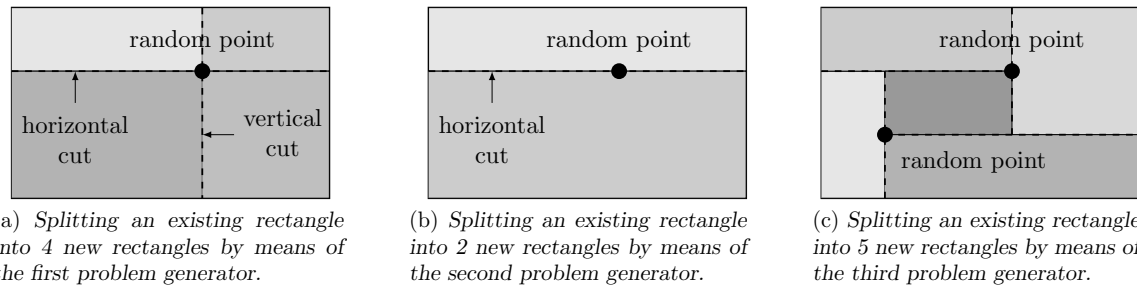 random point
horizontal
cut
vertical
cut
random point
horizontal
cut
random point
random point
a) Splitting an existing rectangle
nto 4 new rectangles by means of
he first problem generator.
(b) Splitting an existing rectangle
into 2 new rectangles by means of
the second problem generator.
(c) Splitting an existing rectangle
into 5 new rectangles by means of
the third problem generator.